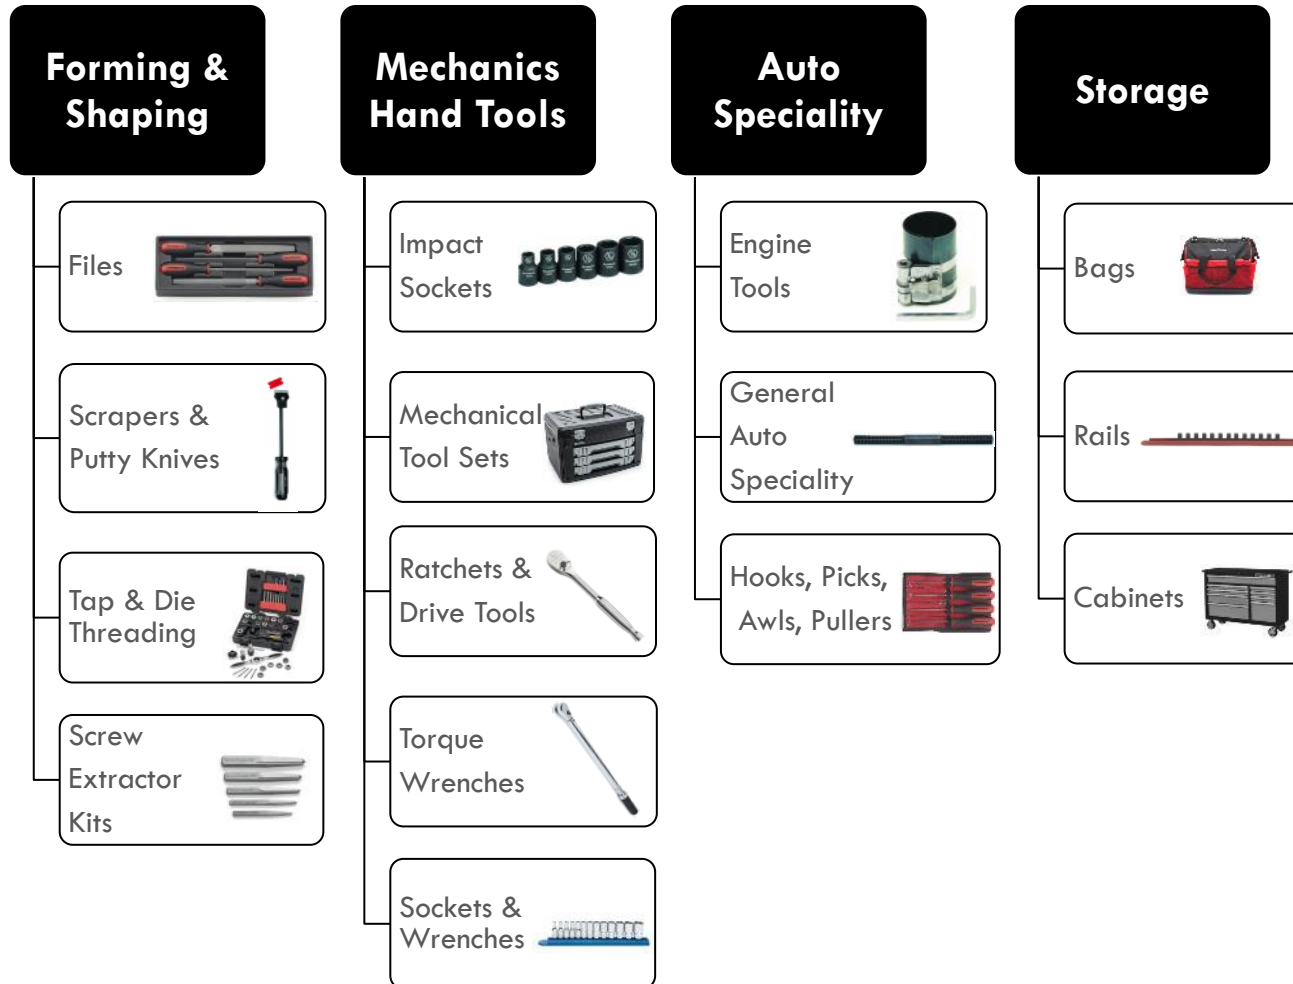 Forming &
Shaping
Files
Scrapers &
Putty Knives
Tap & Die
Threading
Screw
Extractor
Kits
Mechanics
Hand Tools
Impact
Sockets
Mechanical
Tool Sets
Ratchets &
Drive Tools
Torque
Wrenches
Sockets &
Wrenches
Auto
Speciality
Engine
Tools
General
Auto
Speciality
Hooks, Picks,
Awls, Pullers
Storage
Bags
Rails
Cabinets